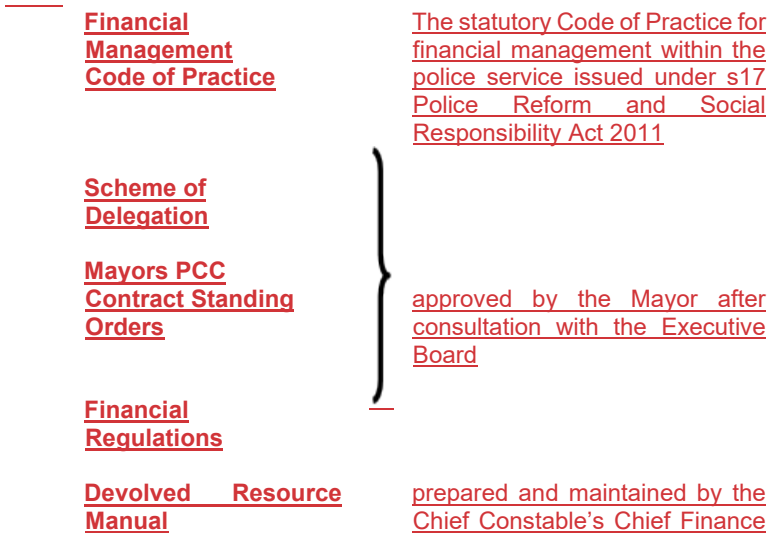 Financial
Management
Code of Practice
The statutory Code of Practice for
financial management within the
police service issued under s17
Police Reform and Social
Responsibility Act 2011
Scheme of
Delegation
Mayors PCC
Contract Standing
Orders
approved by the Mayor after
consultation with the Executive
Board
Financial
Regulations
Devolved Resource
Manual
prepared and maintained by the
Chief Constable’s Chief Finance